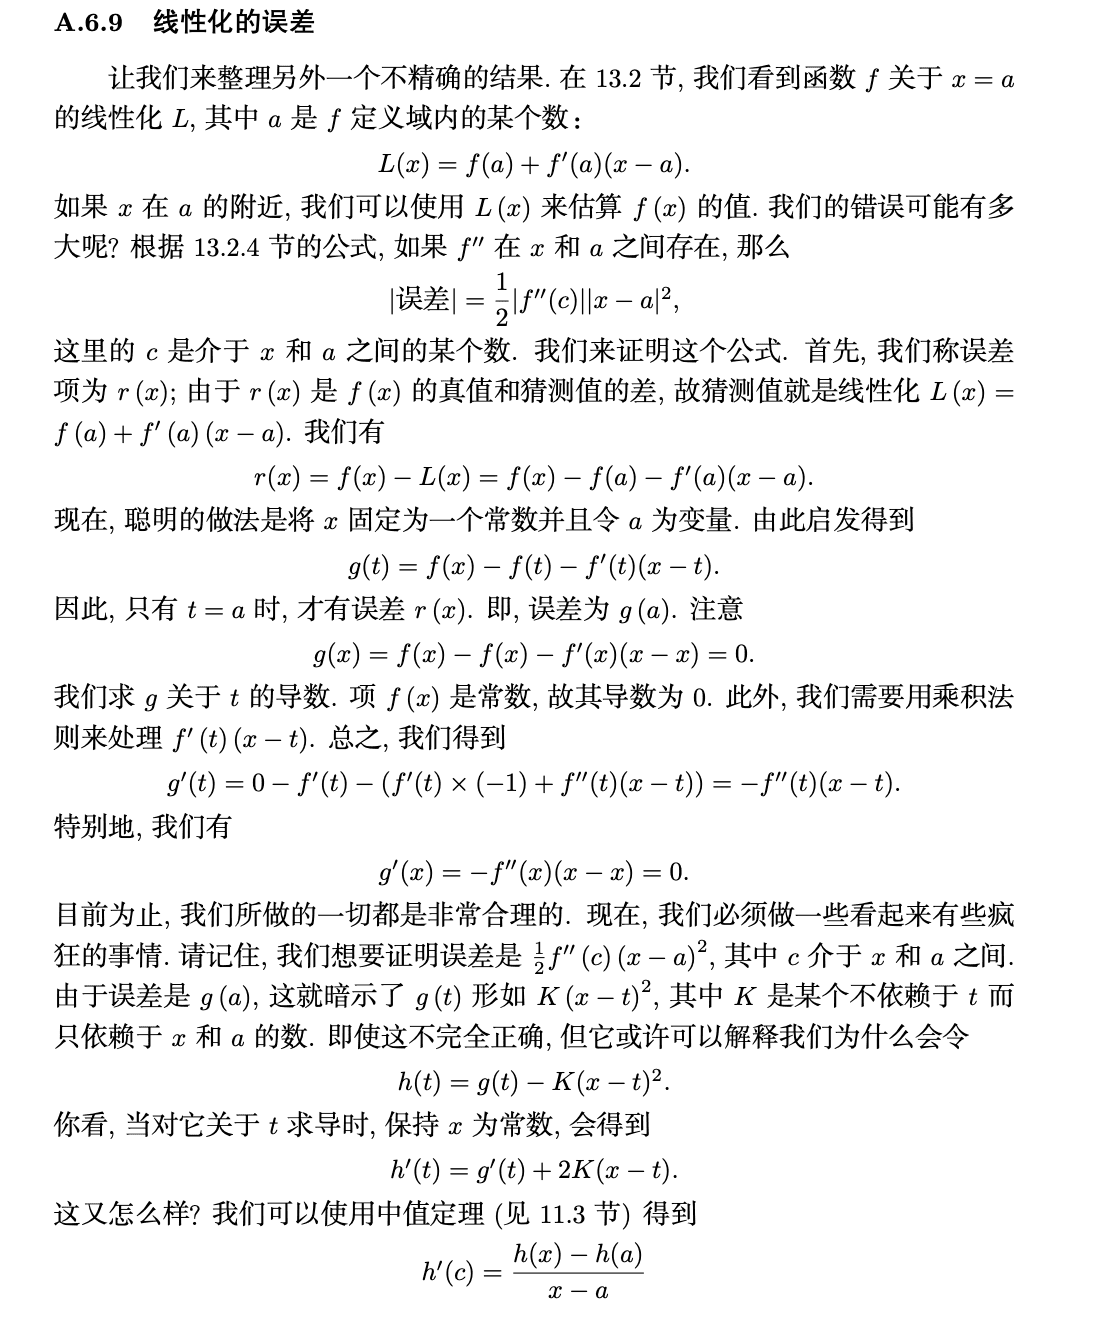 A.6.9 线性化的误差
让我们来整理另外一个不精确的结果. 在 13.2 节, 我们看到函数 f 关于 x = a
的线性化 L, 其中 a 是 f 定义域内的某个数:
L(x) = f(a) + f′(a)(x − a).
如果 x 在 a 的附近, 我们可以使用 L (x) 来估算 f (x) 的值. 我们的错误可能有多
大呢? 根据 13.2.4 节的公式, 如果 f″ 在 x 和 a 之间存在, 那么
|误差| = 1/2|f″(c)||x − a|²,
这里的 c 是介于 x 和 a 之间的某个数. 我们来证明这个公式. 首先, 我们称误差
项为 r (x); 由于 r (x) 是 f (x) 的真值和猜测值的差, 故猜测值就是线性化 L (x) =
f (a) + f′ (a) (x − a). 我们有
r(x) = f(x) − L(x) = f(x) − f(a) − f′(a)(x − a).
现在, 聪明的做法是将 x 固定为一个常数并且令 a 为变量. 由此启发得到
g(t) = f(x) − f(t) − f′(t)(x − t).
因此, 只有 t = a 时, 才有误差 r (x). 即, 误差为 g (a). 注意
g(x) = f(x) − f(x) − f′(x)(x − x) = 0.
我们求 g 关于 t 的导数. 项 f (x) 是常数, 故其导数为 0. 此外, 我们需要用乘积法
则来处理 f′ (t) (x − t). 总之, 我们得到
g′(t) = 0 − f′(t) − (f′(t) × (−1) + f″(t)(x − t)) = −f″(t)(x − t).
特别地, 我们有
g′(x) = −f″(x)(x − x) = 0.
目前为止, 我们所做的一切都是非常合理的. 现在, 我们必须做一些看起来有些疯
狂的事情. 请记住, 我们想要证明误差是 1/2 f″ (c) (x − a)², 其中 c 介于 x 和 a 之间.
由于误差是 g (a), 这就暗示了 g (t) 形如 K (x − t)², 其中 K 是某个不依赖于 t 而
只依赖于 x 和 a 的数. 即使这不完全正确, 但它或许可以解释我们为什么会令
h(t) = g(t) − K(x − t)².
你看, 当对它关于 t 求导时, 保持 x 为常数, 会得到
h′(t) = g′(t) + 2K(x − t).
这又怎么样? 我们可以使用中值定理 (见 11.3 节) 得到
h′(c) = (h(x) − h(a))/(x − a)